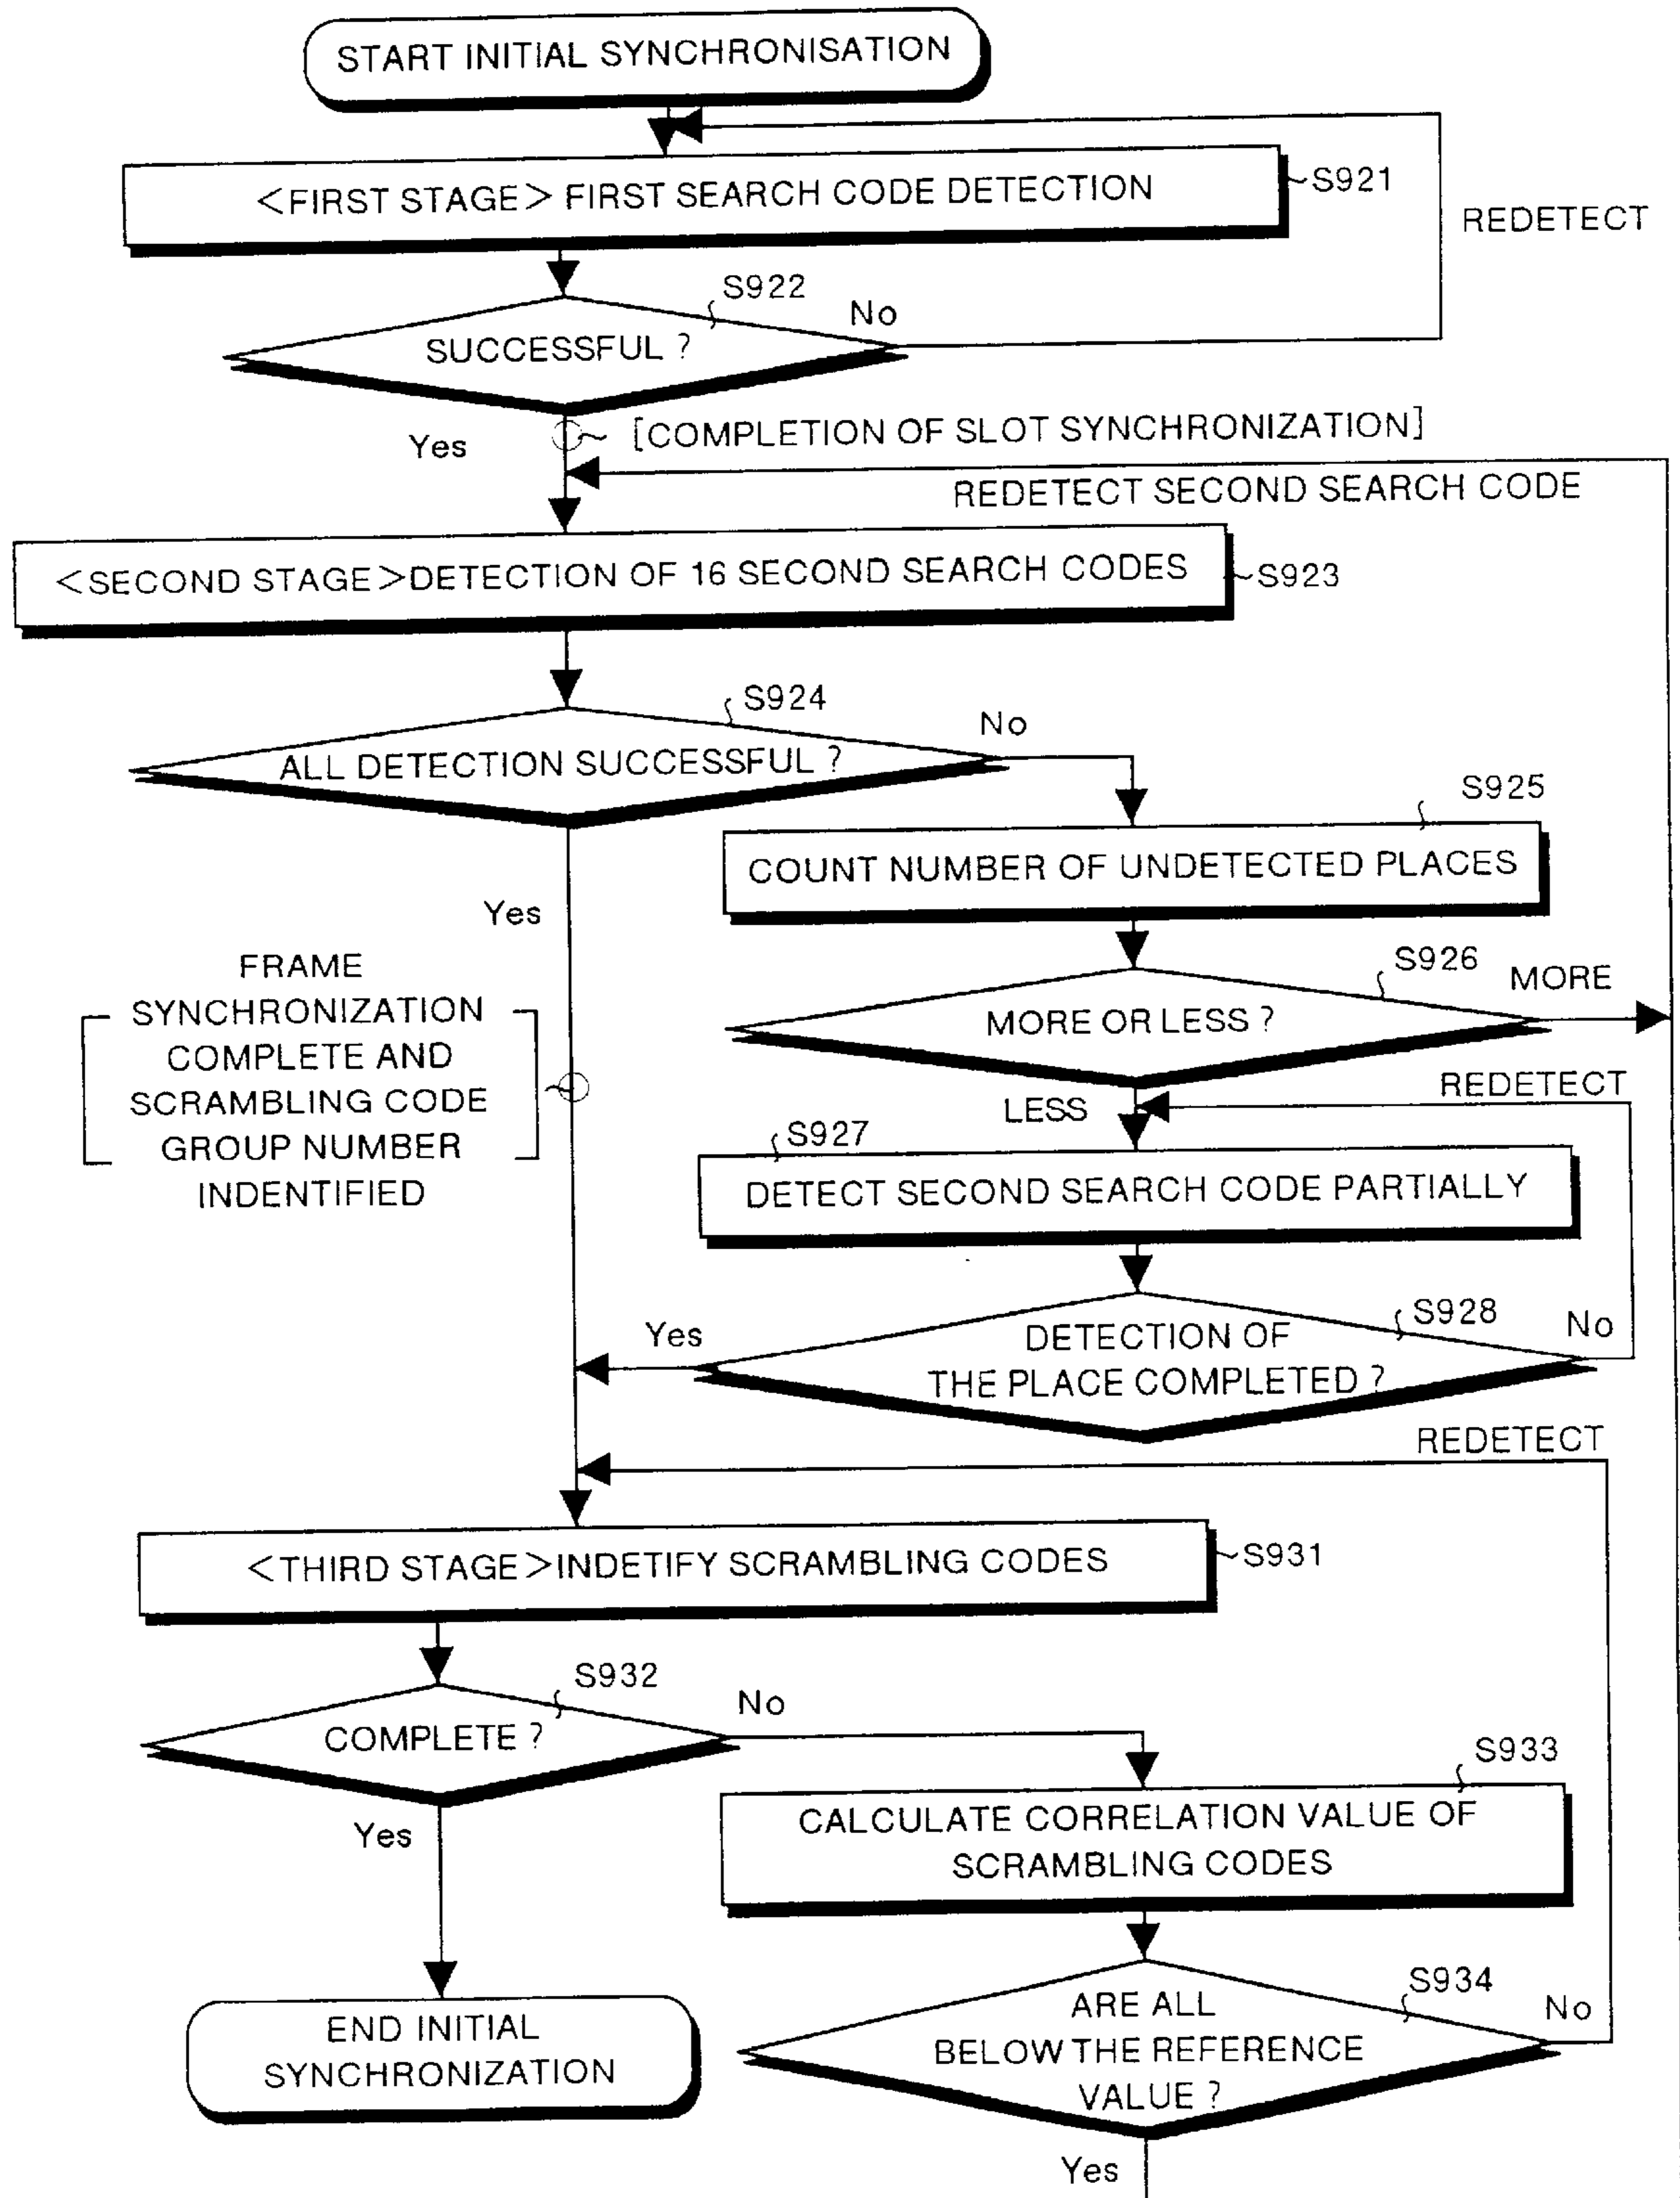 START INITIAL SYNCHRONISATION
<FIRST STAGE> FIRST SEARCH CODE DETECTION
S921
REDETECT
S922
No
SUCCESSFUL ?
Yes
[COMPLETION OF SLOT SYNCHRONIZATION]
REDETECT SECOND SEARCH CODE
<SECOND STAGE>DETECTION OF 16 SECOND SEARCH CODES
S923
S924
No
ALL DETECTION SUCCESSFUL ?
S925
COUNT NUMBER OF UNDETECTED PLACES
Yes
FRAME
SYNCHRONIZATION
COMPLETE AND
SCRAMBLING CODE
GROUP NUMBER
INDENTIFIED
S926
MORE
MORE OR LESS ?
REDETECT
LESS
S927
DETECT SECOND SEARCH CODE PARTIALLY
S928
No
Yes
DETECTION OF
THE PLACE COMPLETED ?
REDETECT
<THIRD STAGE>INDETIFY SCRAMBLING CODES
S931
S932
No
COMPLETE ?
S933
CALCULATE CORRELATION VALUE OF
SCRAMBLING CODES
Yes
S934
No
ARE ALL
BELOW THE REFERENCE
VALUE ?
END INITIAL
SYNCHRONIZATION
Yes